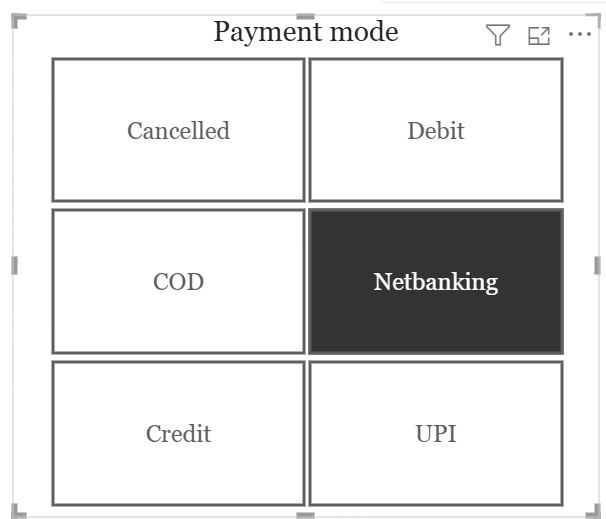 Payment mode
Cancelled
Debit
COD
Netbanking
Credit
UPI